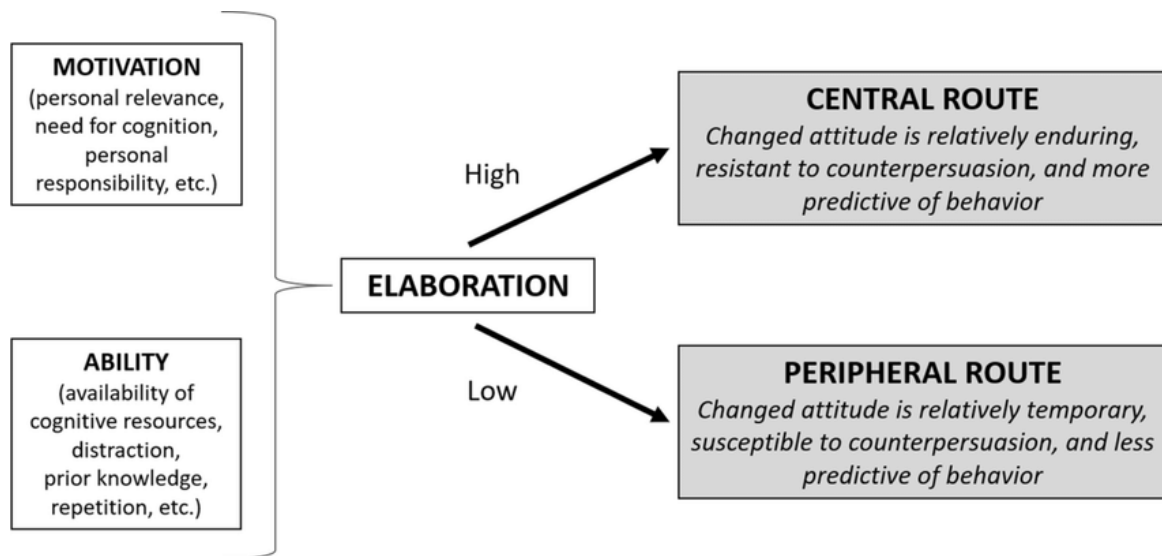 MOTIVATION
(personal relevance,
need for cognition,
personal
responsibility, etc.)
ABILITY
(availability of
cognitive resources,
distraction,
prior knowledge,
repetition, etc.)
ELABORATION
High
Low
CENTRAL ROUTE
Changed attitude is relatively enduring,
resistant to counterpersuasion, and more
predictive of behavior
PERIPHERAL ROUTE
Changed attitude is relatively temporary,
susceptible to counterpersuasion, and less
predictive of behavior